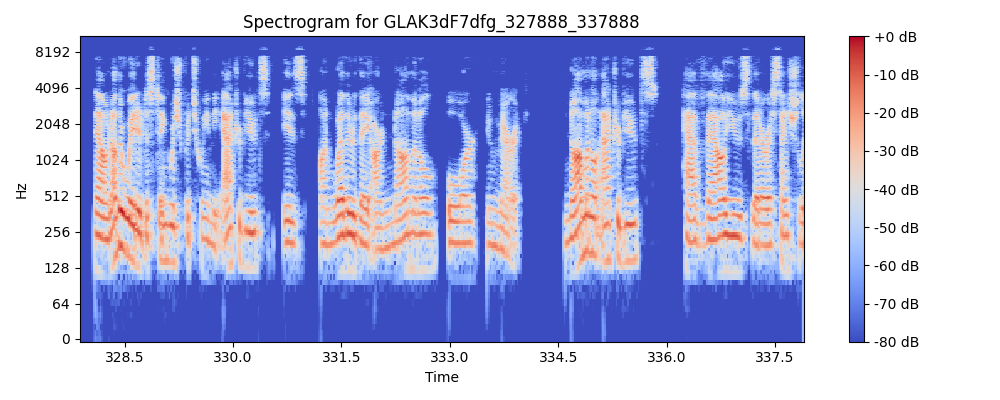 Spectrogram for GLAK3dF7dfg_327888_337888
8192
4096
2048
1024
512
256
128
64
0
Hz
328.5 330.0 331.5 333.0 334.5 336.0 337.5
Time
+0 dB
-10 dB
-20 dB
-30 dB
-40 dB
-50 dB
-60 dB
-70 dB
-80 dB